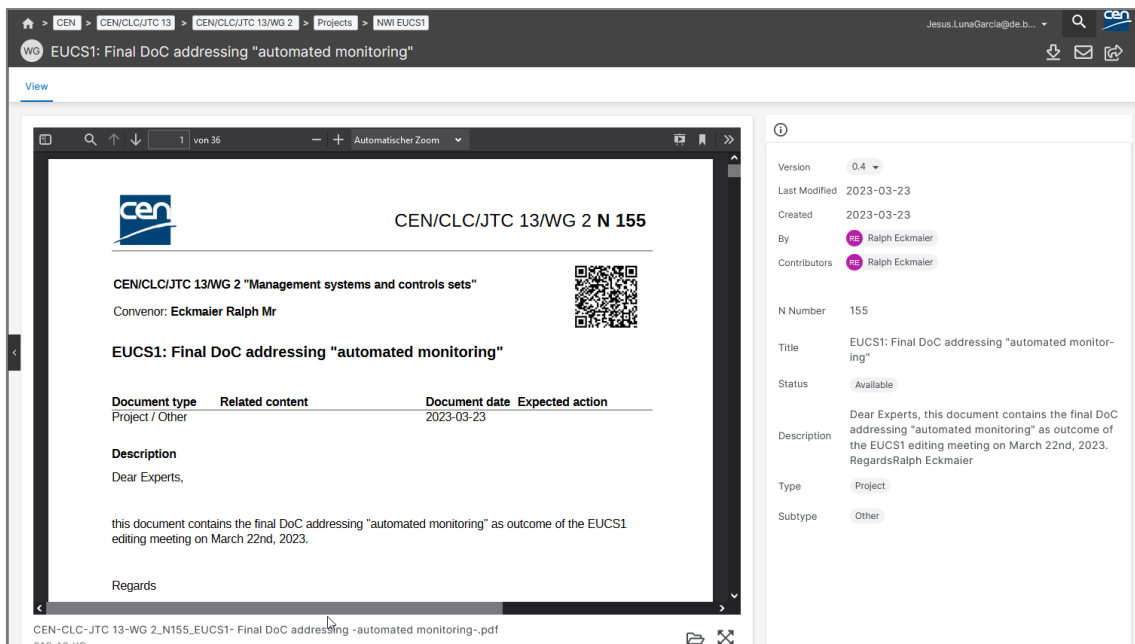 > CEN > CEN/CLC/JTC 13 > CEN/CLC/JTC 13/WG 2 > Projects > NWI EUCS1
Jesus.LunaGarcia@de.b...
cen
WG EUCS1: Final DoC addressing "automated monitoring"
View
1 von 36
Automatischer Zoom
cen
CEN/CLC/JTC 13/WG 2 N 155
CEN/CLC/JTC 13/WG 2 "Management systems and controls sets"
Convenor: Eckmaier Ralph Mr
EUCS1: Final DoC addressing "automated monitoring"
Document type Related content Document date Expected action
Project / Other 2023-03-23
Description
Dear Experts,
this document contains the final DoC addressing "automated monitoring" as outcome of the EUCS1
editing meeting on March 22nd, 2023.
Regards
CEN-CLC-JTC 13-WG 2_N155_EUCS1- Final DoC addressing -automated monitoring-.pdf
Version 0.4
Last Modified 2023-03-23
Created 2023-03-23
By RE Ralph Eckmaier
Contributors RE Ralph Eckmaier
N Number 155
Title EUCS1: Final DoC addressing "automated monitor-
ing"
Status Available
Description Dear Experts, this document contains the final DoC
addressing "automated monitoring" as outcome of
the EUCS1 editing meeting on March 22nd, 2023.
RegardsRalph Eckmaier
Type Project
Subtype Other